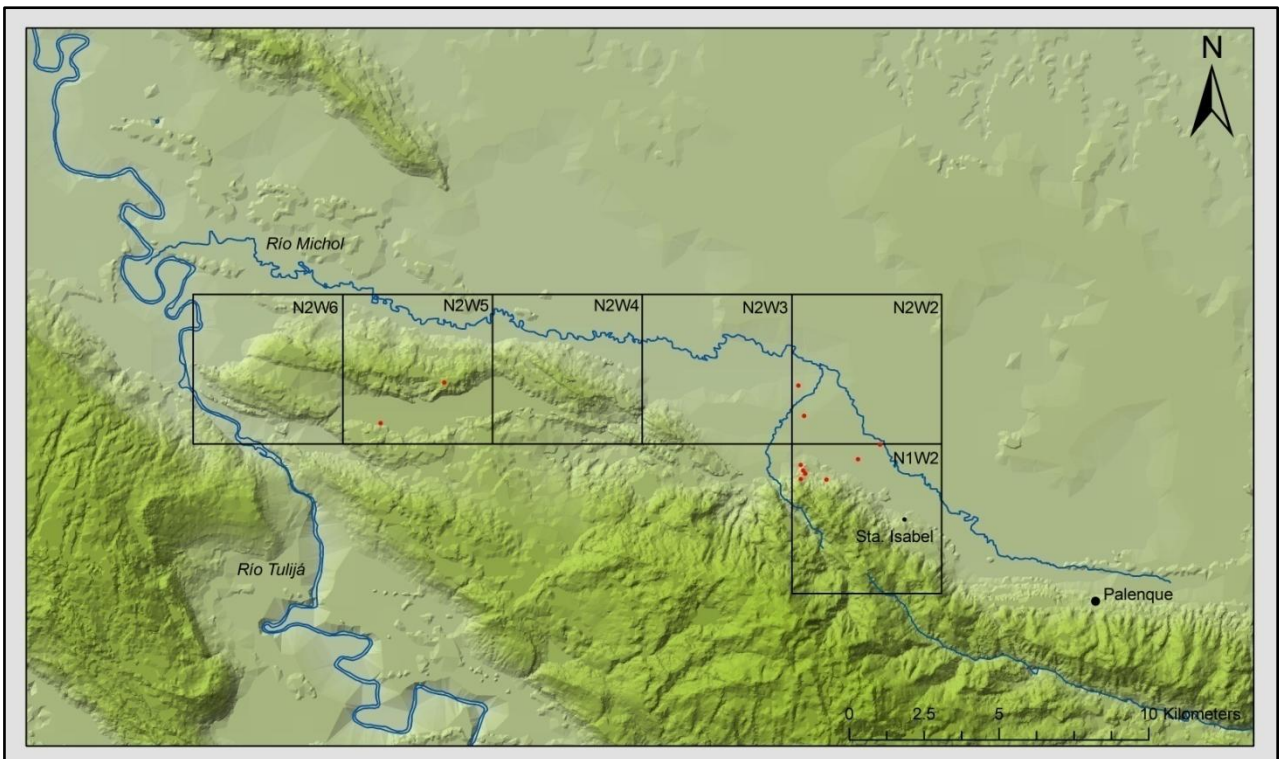 N
Río Michol
N2W6
N2W5
N2W4
N2W3
N2W2
N1W2
Sta. Isabel
Río Tulijá
Palenque
0 2.5 5 10 Kilometers